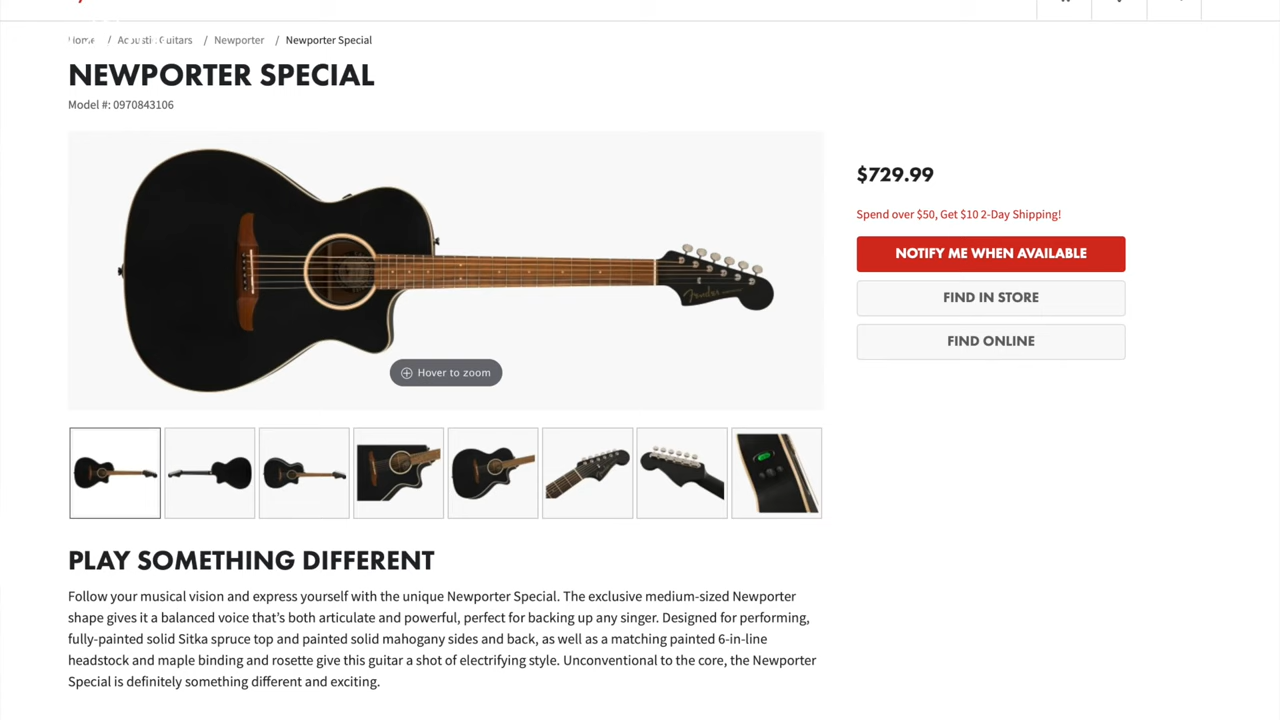 Home / Acoustic Guitars / Newporter / Newporter Special
NEWPORTER SPECIAL
Model #: 0970843106
Fender
$729.99
Spend over $50, Get $10 2-Day Shipping!
NOTIFY ME WHEN AVAILABLE
FIND IN STORE
FIND ONLINE
Hover to zoom
PLAY SOMETHING DIFFERENT
Follow your musical vision and express yourself with the unique Newporter Special. The exclusive medium-sized Newporter
shape gives it a balanced voice that’s both articulate and powerful, perfect for backing up any singer. Designed for performing,
fully-painted solid Sitka spruce top and painted solid mahogany sides and back, as well as a matching painted 6-in-line
headstock and maple binding and rosette give this guitar a shot of electrifying style. Unconventional to the core, the Newporter
Special is definitely something different and exciting.